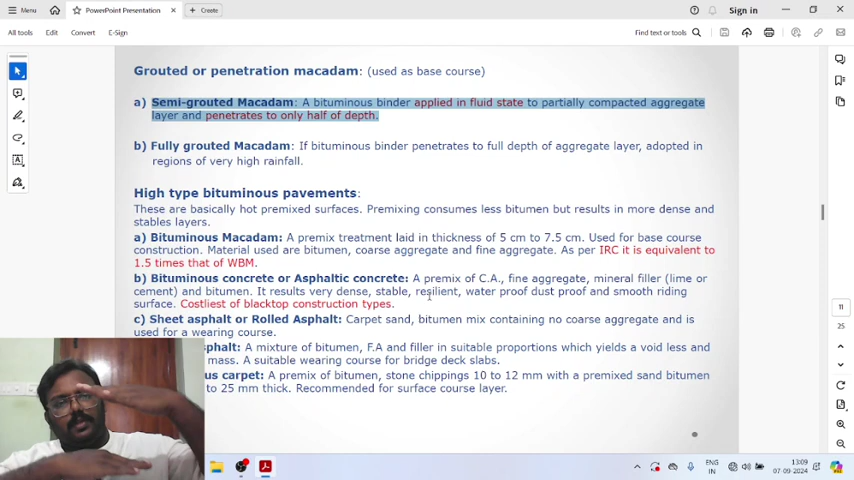 Menu
PowerPoint Presentation
Create
Sign in
All tools
Edit
Convert
E-Sign
Find text or tools
Grouted or penetration macadam: (used as base course)
a) Semi-grouted Macadam: A bituminous binder applied in fluid state to partially compacted aggregate
layer and penetrates to only half of depth.
b) Fully grouted Macadam: If bituminous binder penetrates to full depth of aggregate layer, adopted in
regions of very high rainfall.
High type bituminous pavements:
These are basically hot premixed surfaces. Premixing consumes less bitumen but results in more dense and
stables layers.
a) Bituminous Macadam: A premix treatment laid in thickness of 5 cm to 7.5 cm. Used for base course
construction. Material used are bitumen, coarse aggregate and fine aggregate. As per IRC it is equivalent to
1.5 times that of WBM.
b) Bituminous concrete or Asphaltic concrete: A premix of C.A., fine aggregate, mineral filler (lime or
cement) and bitumen. It results very dense, stable, resilient, water proof dust proof and smooth riding
surface. Costliest of blacktop construction types.
c) Sheet asphalt or Rolled Asphalt: Carpet sand, bitumen mix containing no coarse aggregate and is
used for a wearing course.
sphalt: A mixture of bitumen, F.A and filler in suitable proportions which yields a void less and
mass. A suitable wearing course for bridge deck slabs.
us carpet: A premix of bitumen, stone chippings 10 to 12 mm with a premixed sand bitumen
to 25 mm thick. Recommended for surface course layer.
11
25
ENG
IN
13:09
07-09-2024